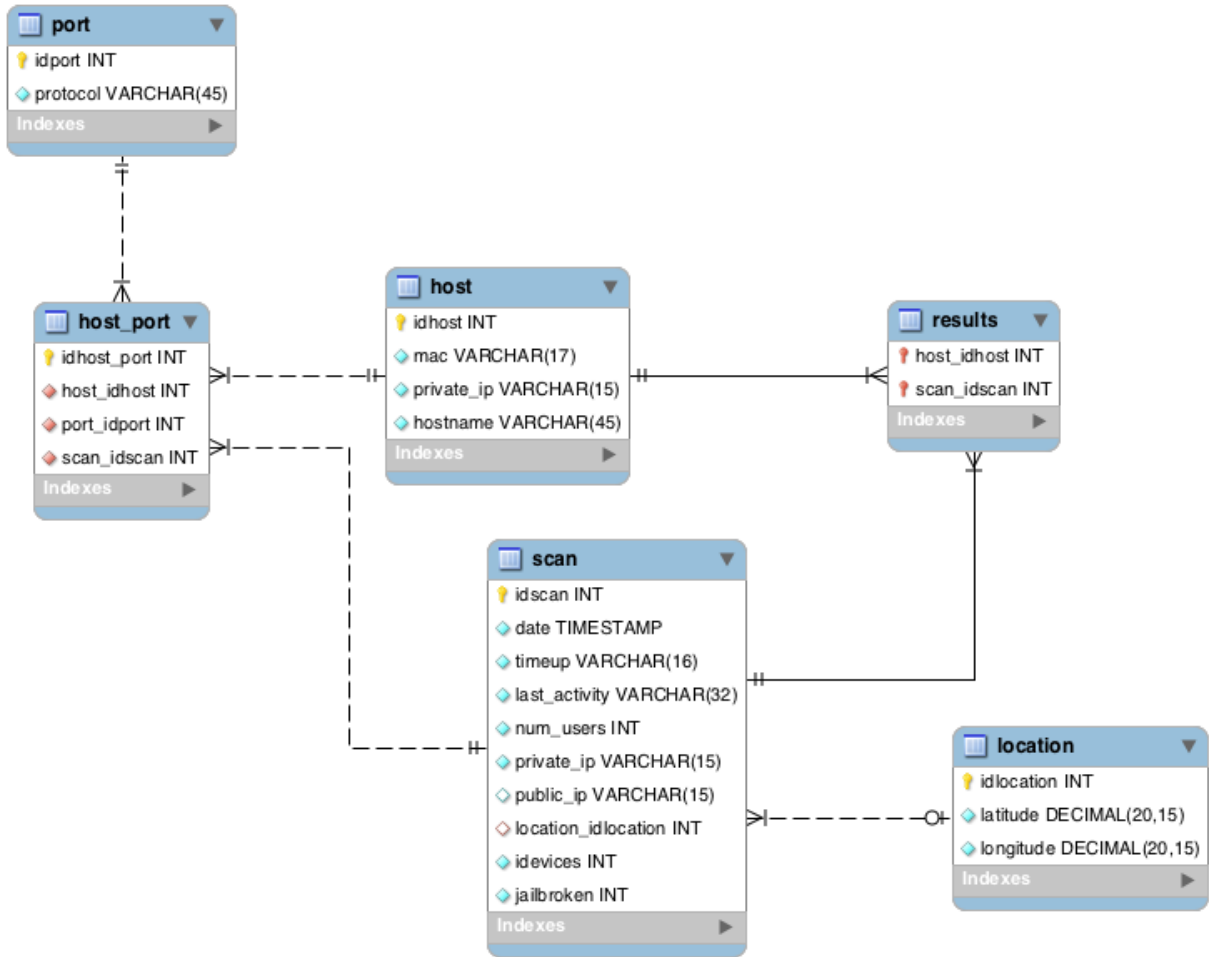 port
idport INT
protocol VARCHAR(45)
Indexes
host_port
idhost_port INT
host_idhost INT
port_idport INT
scan_idscan INT
Indexes
host
idhost INT
mac VARCHAR(17)
private_ip VARCHAR(15)
hostname VARCHAR(45)
Indexes
results
host_idhost INT
scan_idscan INT
Indexes
scan
idscan INT
date TIMESTAMP
timeup VARCHAR(16)
last_activity VARCHAR(32)
num_users INT
private_ip VARCHAR(15)
public_ip VARCHAR(15)
location_idlocation INT
idevices INT
jailbroken INT
Indexes
location
idlocation INT
latitude DECIMAL(20,15)
longitude DECIMAL(20,15)
Indexes